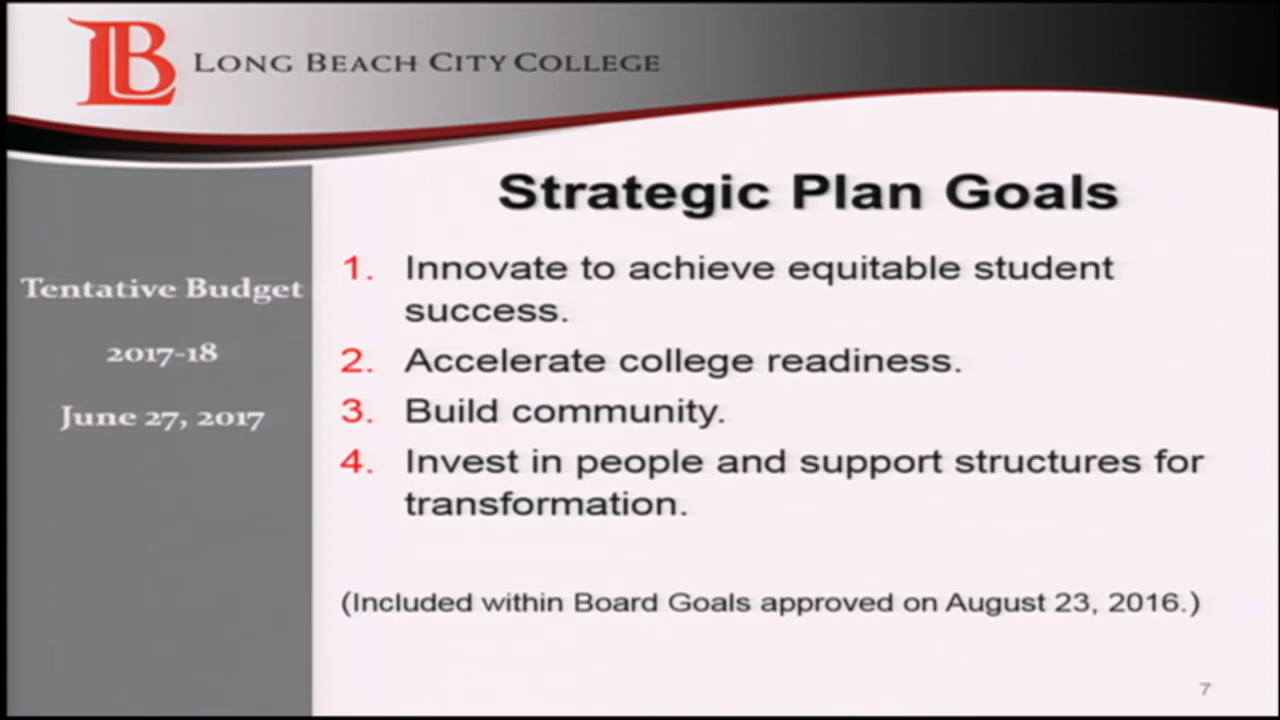 LB
LONG BEACH CITY COLLEGE
Tentative Budget
2017-18
June 27, 2017
Strategic Plan Goals
1. Innovate to achieve equitable student
success.
2. Accelerate college readiness.
3. Build community.
4. Invest in people and support structures for
transformation.
(Included within Board Goals approved on August 23, 2016.)
7